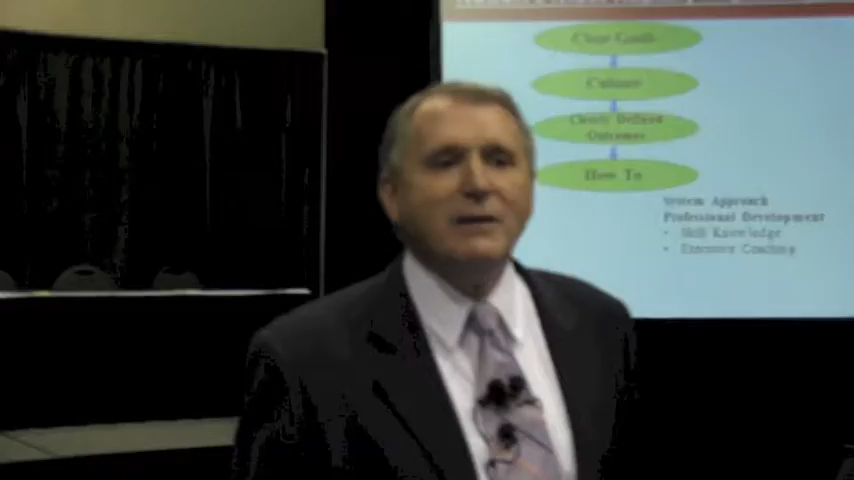 Clear Goals
Culture
Clearly Defined
Outcomes
How To
System Approach
Professional Development
• Skill Knowledge
• Executive Coaching